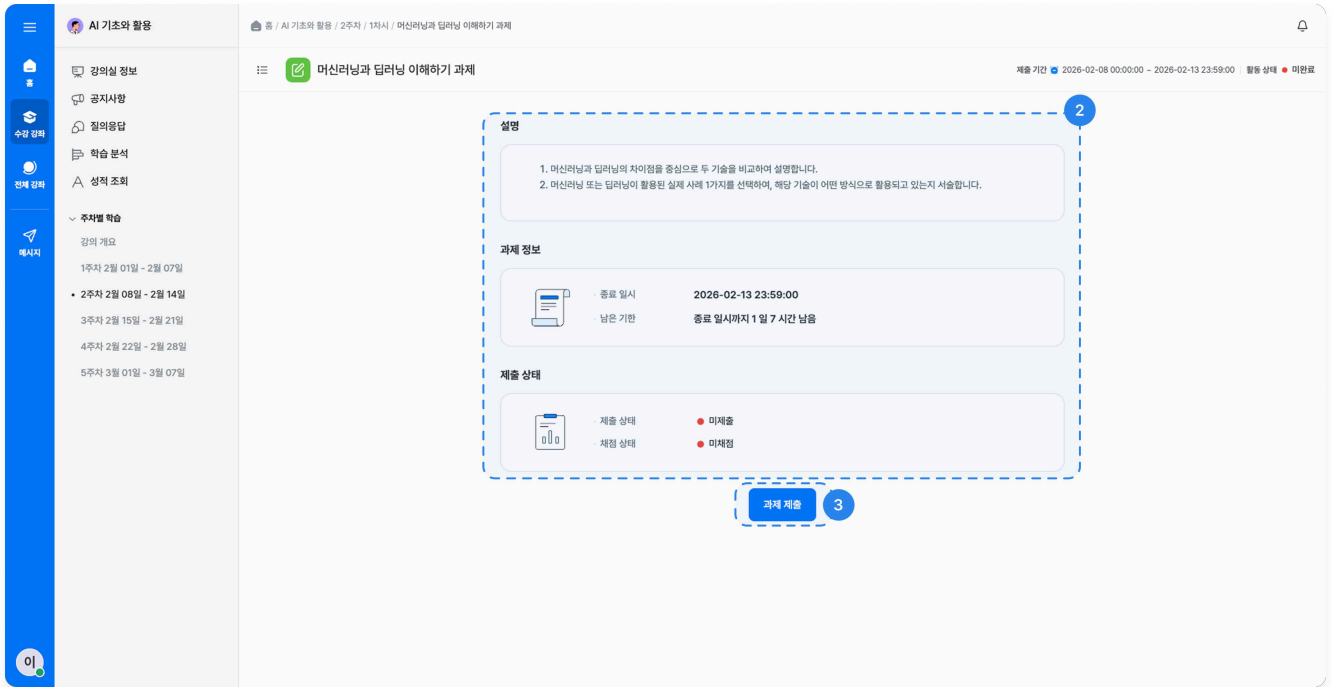 홈
수강 강좌
전체 강좌
메시지
이
AI 기초와 활용
강의실 정보
공지사항
질의응답
학습 분석
성적 조회
주차별 학습
강의 개요
1주차 2월 01일 - 2월 07일
2주차 2월 08일 - 2월 14일
3주차 2월 15일 - 2월 21일
4주차 2월 22일 - 2월 28일
5주차 3월 01일 - 3월 07일
홈 / AI 기초와 활용 / 2주차 / 1차시 / 머신러닝과 딥러닝 이해하기 과제
머신러닝과 딥러닝 이해하기 과제
제출 기간 2026-02-08 00:00:00 ~ 2026-02-13 23:59:00 활동 상태 미완료
2
설명
1. 머신러닝과 딥러닝의 차이점을 중심으로 두 기술을 비교하여 설명합니다.
2. 머신러닝 또는 딥러닝이 활용된 실제 사례 1가지를 선택하여, 해당 기술이 어떤 방식으로 활용되고 있는지 서술합니다.
과제 정보
· 종료 일시 2026-02-13 23:59:00
· 남은 기한 종료 일시까지 1 일 7 시간 남음
제출 상태
· 제출 상태 미제출
· 채점 상태 미채점
과제 제출 3